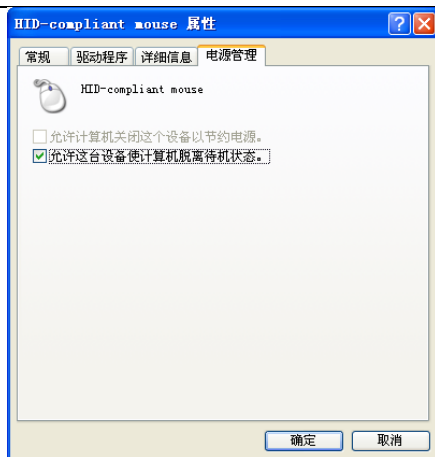 HID-compliant mouse 属性
常规 驱动程序 详细信息 电源管理
HID-compliant mouse
允许计算机关闭这个设备以节约电源。
允许这台设备使计算机脱离待机状态。
确定 取消